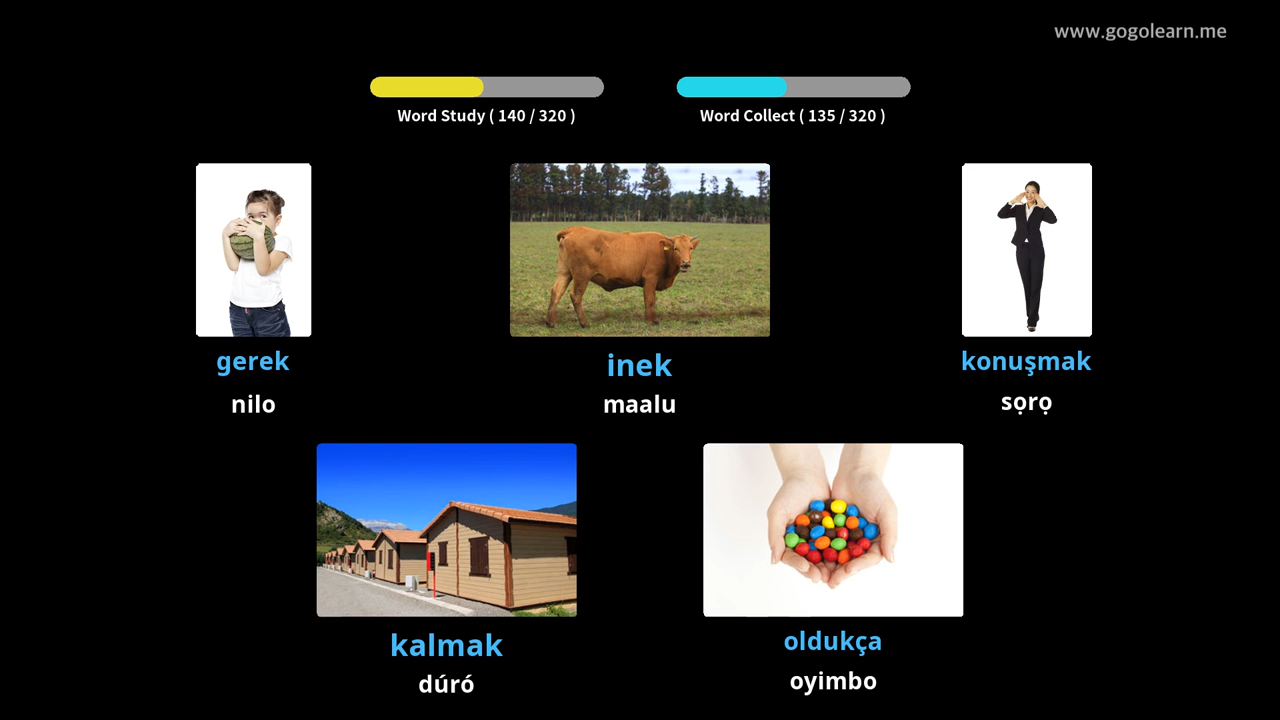 www.gogolearn.me
Word Study ( 140 / 320 )
Word Collect ( 135 / 320 )
gerek
nilo
inek
maalu
konuşmak
sọrọ
kalmak
dúró
oldukça
oyimbo